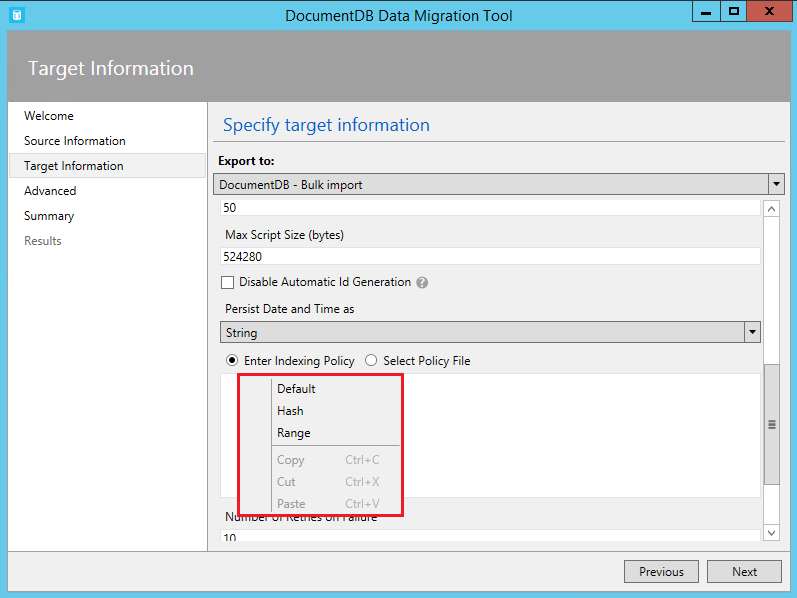 DocumentDB Data Migration Tool
Target Information
Welcome
Source Information
Target Information
Advanced
Summary
Results
Specify target information
Export to:
DocumentDB - Bulk import
50
Max Script Size (bytes)
524280
Disable Automatic Id Generation ?
Persist Date and Time as
String
Enter Indexing Policy Select Policy File
Default
Hash
Range
Copy Ctrl+C
Cut Ctrl+X
Paste Ctrl+V
Number of Retries on Failure
10
Previous Next